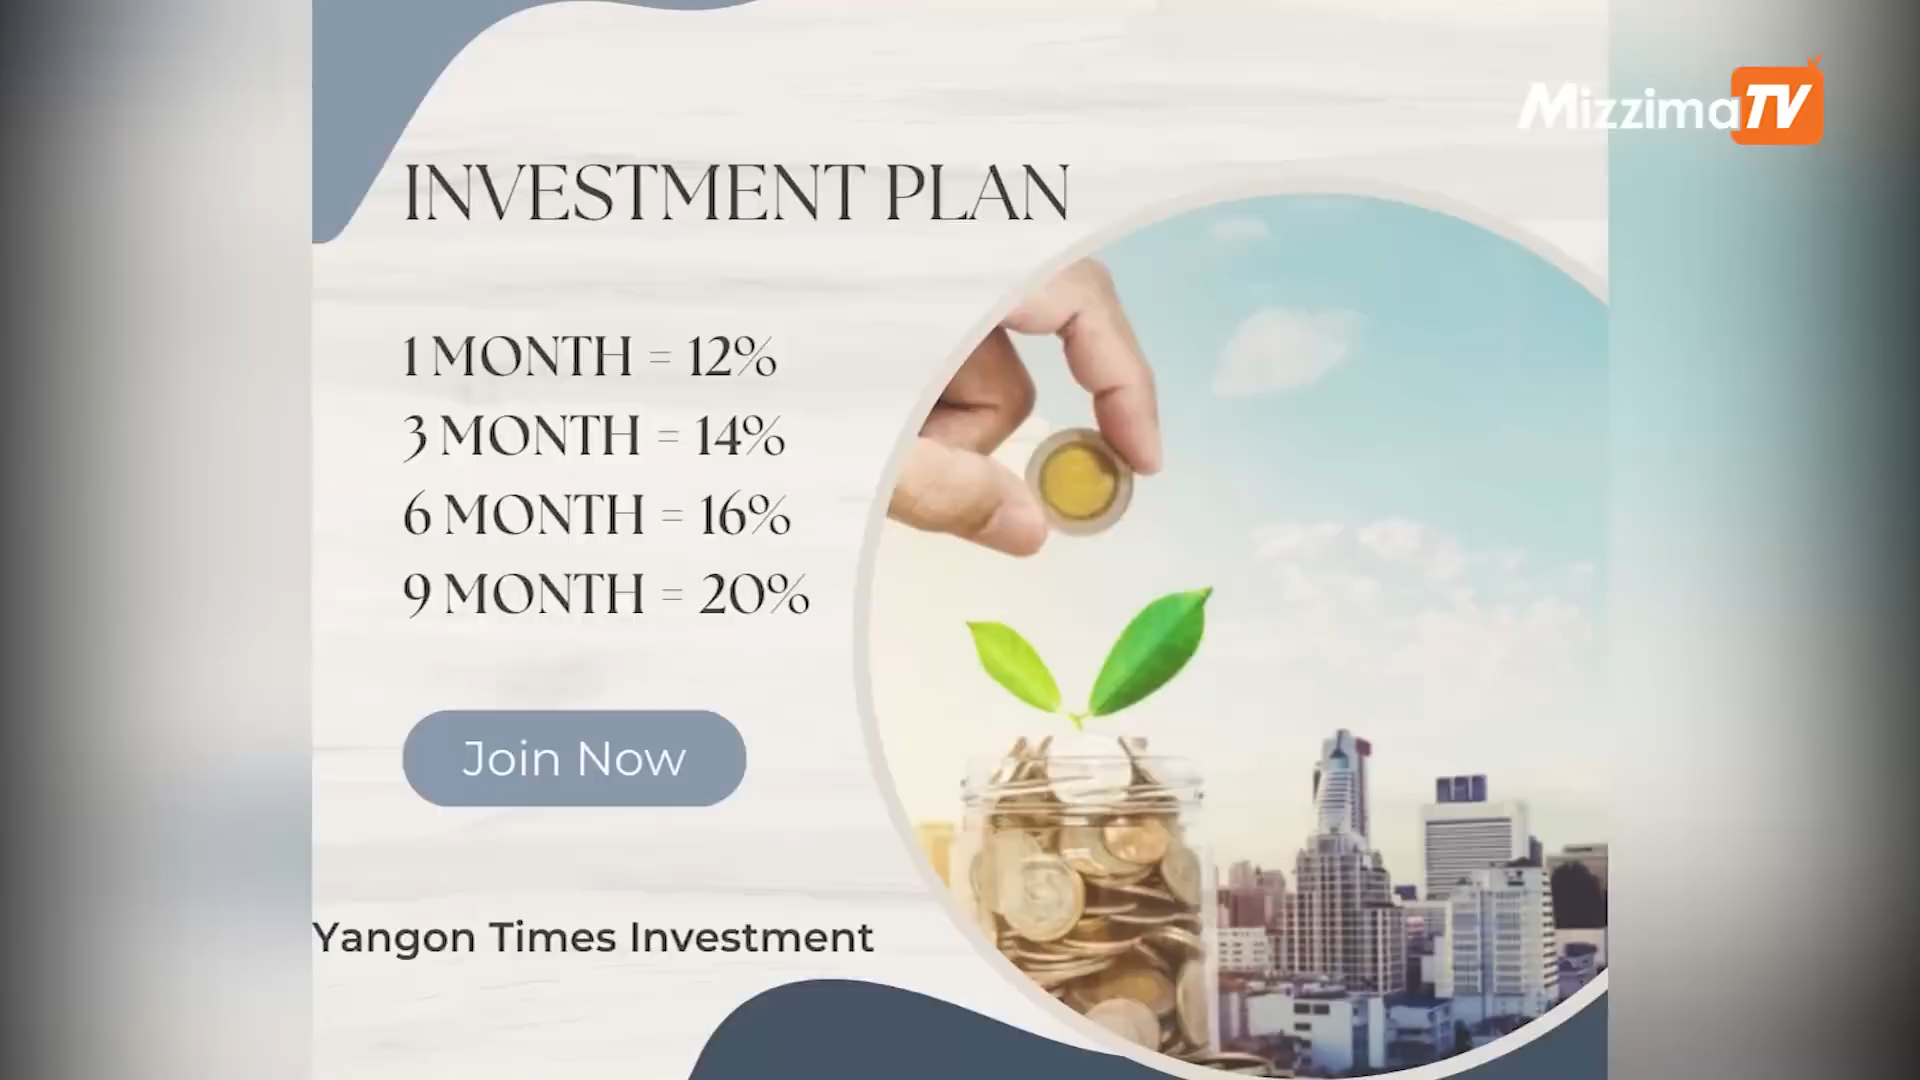 MizzimaTV
INVESTMENT PLAN
1 MONTH = 12%
3 MONTH = 14%
6 MONTH = 16%
9 MONTH = 20%
Join Now
Yangon Times Investment